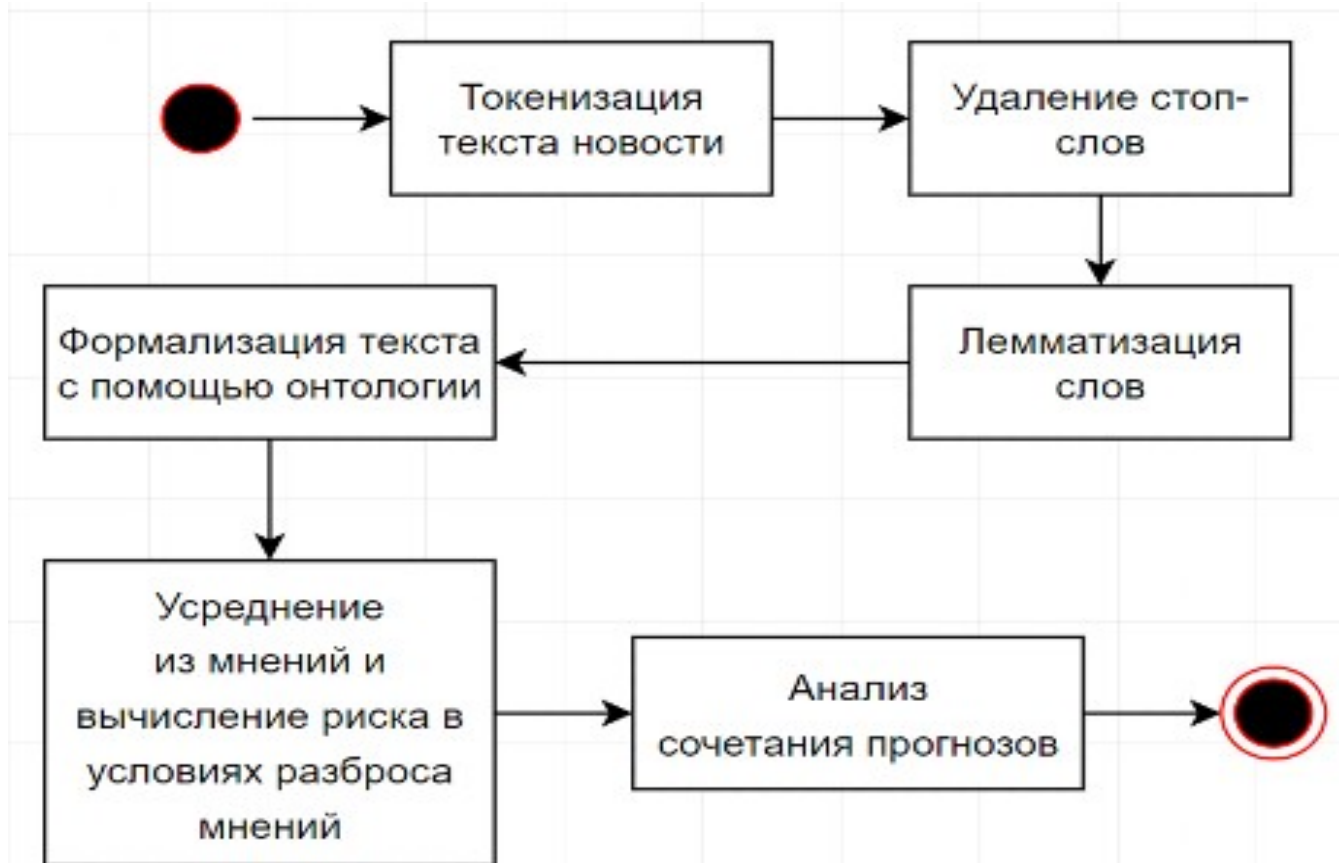 Токенизация
текста новости
Удаление стоп-
слов
Лемматизация
слов
Формализация текста
с помощью онтологии
Усреднение
из мнений и
вычисление риска в
условиях разброса
мнений
Анализ
сочетания прогнозов